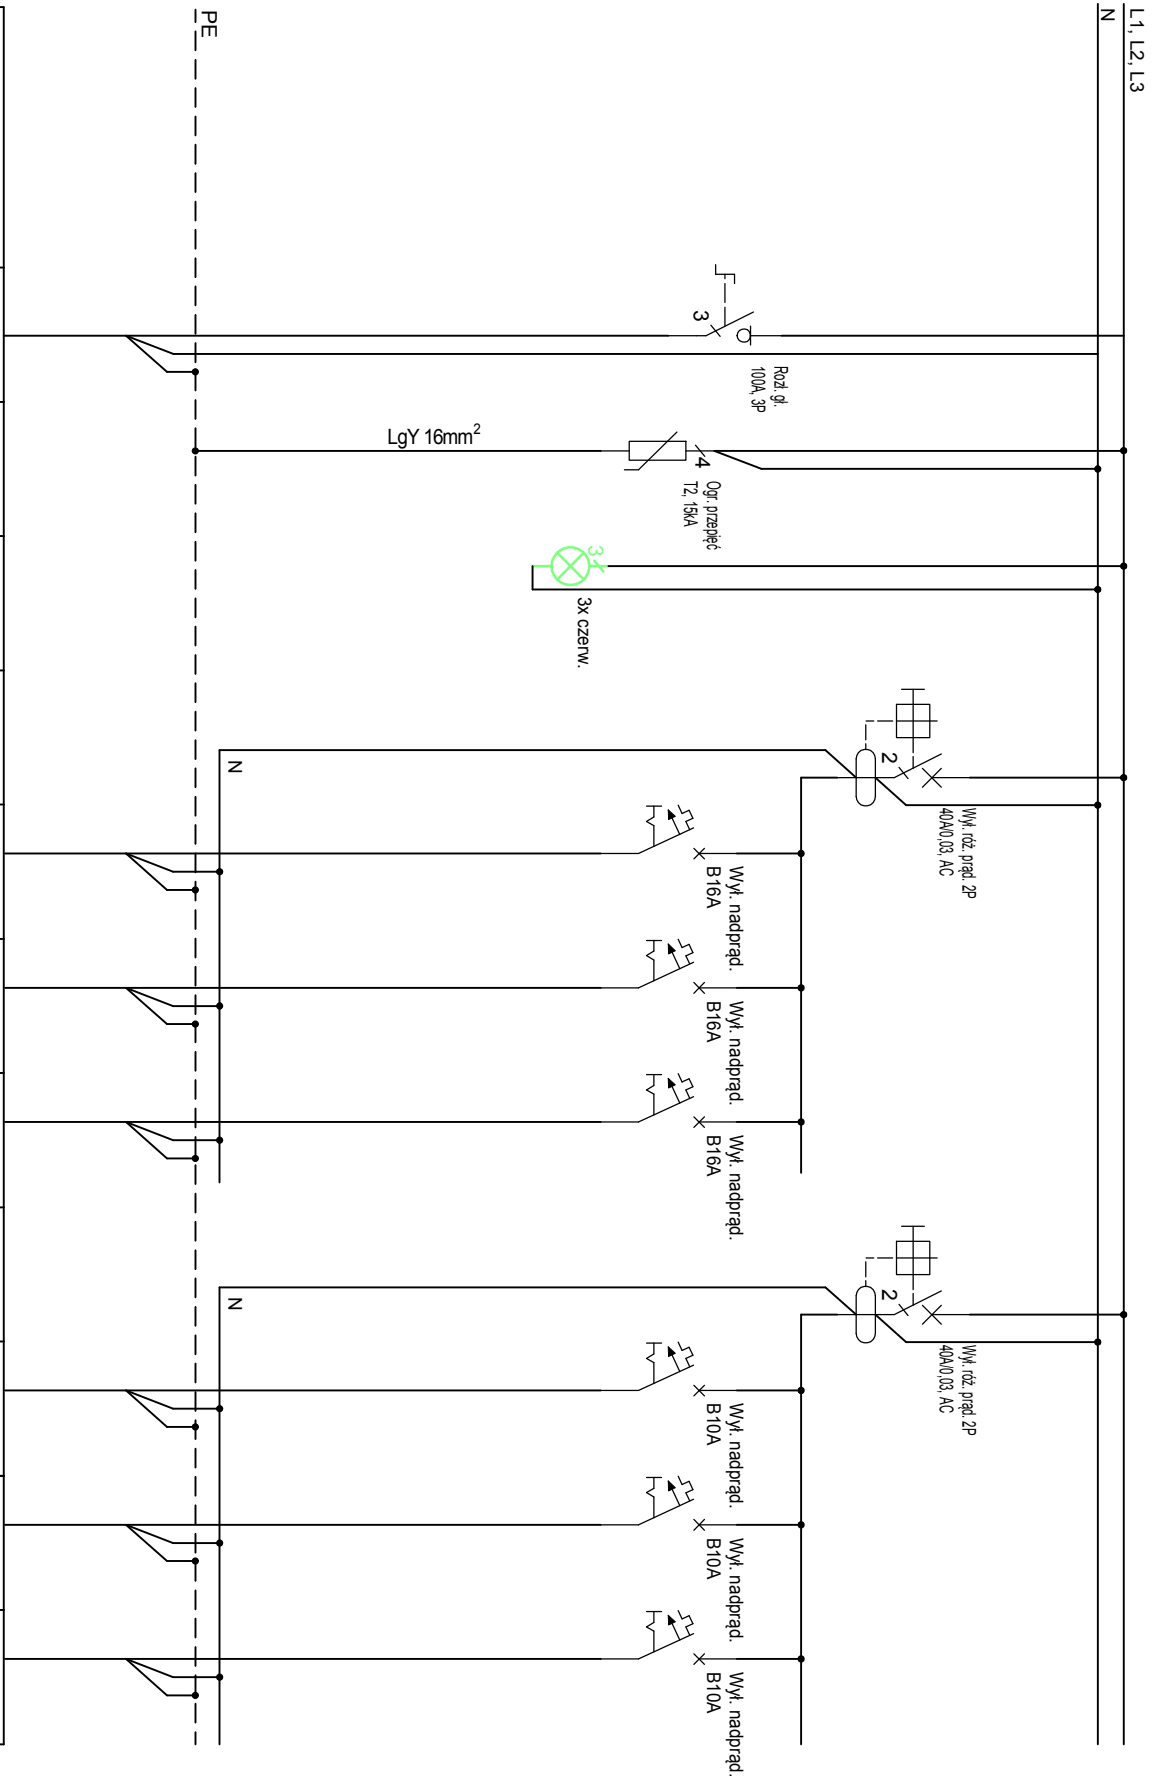 L1, L2, L3
N
PE
3
Rozł. gł.
100A, 3P
LgY 16mm²
4
Ogr. przepięć
T2, 15kA
3
3x czerw.
2
Wył. róż. prąd. 2P
40A/0,03, AC
N
Wył. nadprąd.
B16A
Wył. nadprąd.
B16A
Wył. nadprąd.
B16A
2
Wył. róż. prąd. 2P
40A/0,03, AC
N
Wył. nadprąd.
B10A
Wył. nadprąd.
B10A
Wył. nadprąd.
B10A